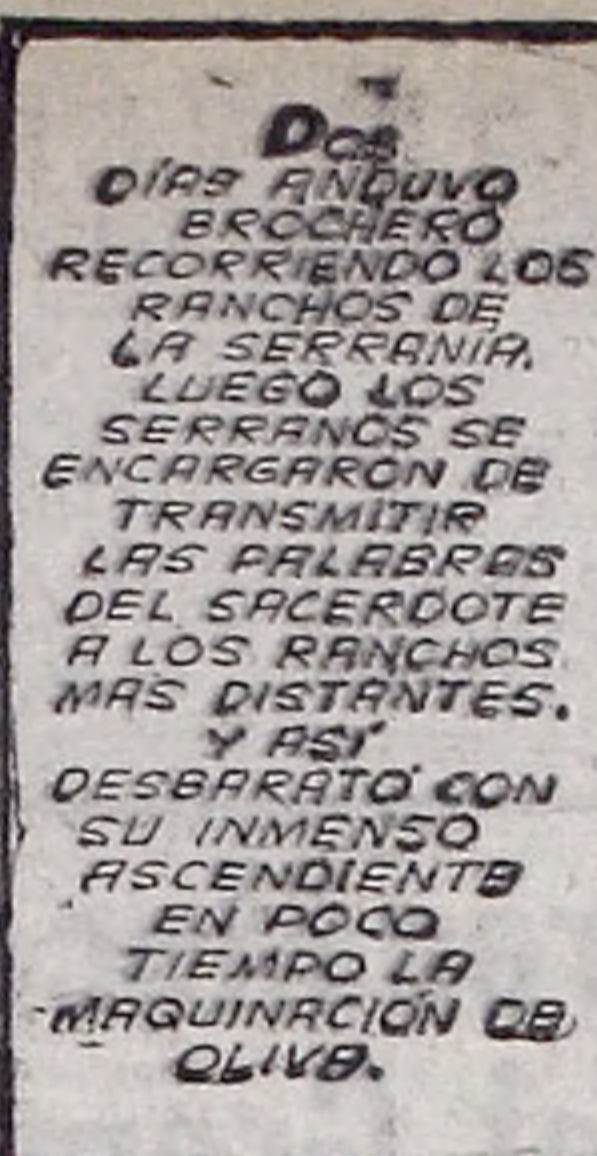 DOS
DÍAS ANDUVO
BROCHERO
RECORRIENDO LOS
RANCHOS DE
LA SERRANIA.
LUEGO LOS
SERRANOS SE
ENCARGARON DE
TRANSMITIR
LAS PALABRAS
DEL SACERDOTE
A LOS RANCHOS
MAS DISTANTES.
Y ASÍ
DESBARATÓ CON
SU INMENSO
ASCENDIENTE
EN POCO
TIEMPO LA
MAQUINACIÓN DE
OLIVE.